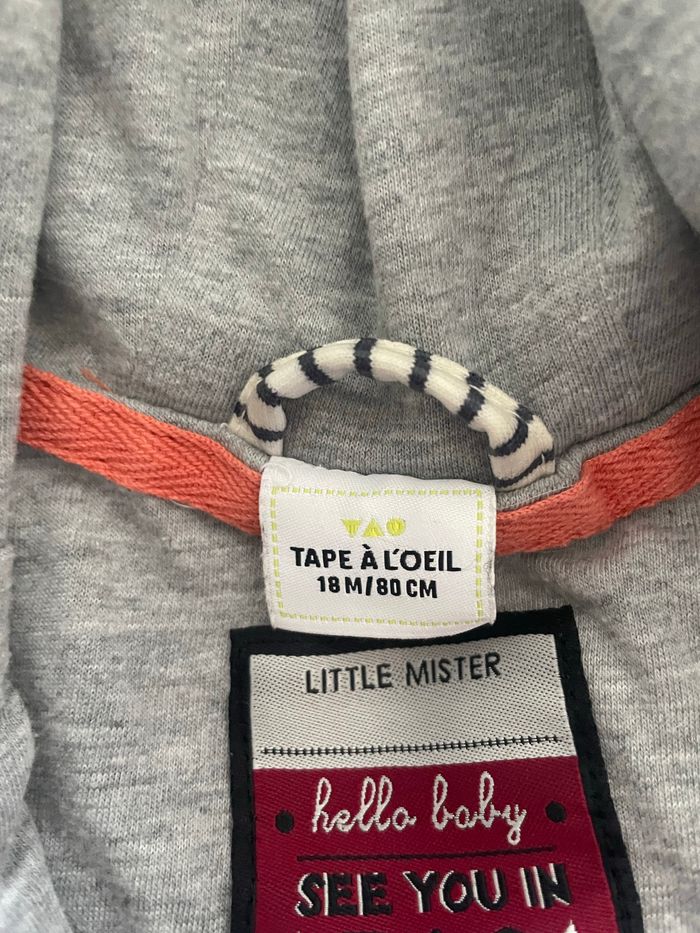 TAO
TAPE À L'OEIL
18 M/80 CM
LITTLE MISTER
hello baby
SEE YOU IN